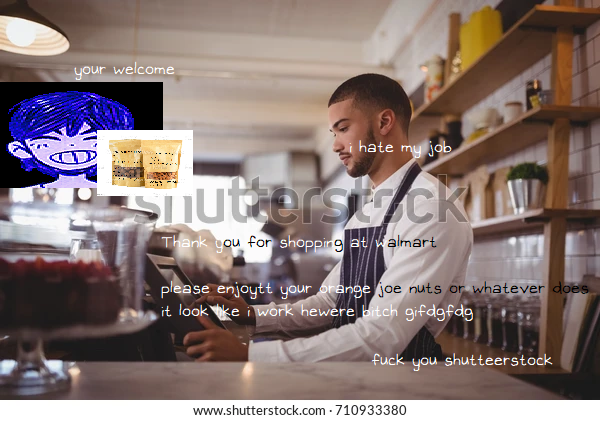 your welcome
i hate my job
Thank you for shopping at walmart
please enjoytt your orange joe nuts or whatever does
it look like i work hewere bitch gifdgfdg
fuck you shutteerstock
www.shutterstock.com · 710933380